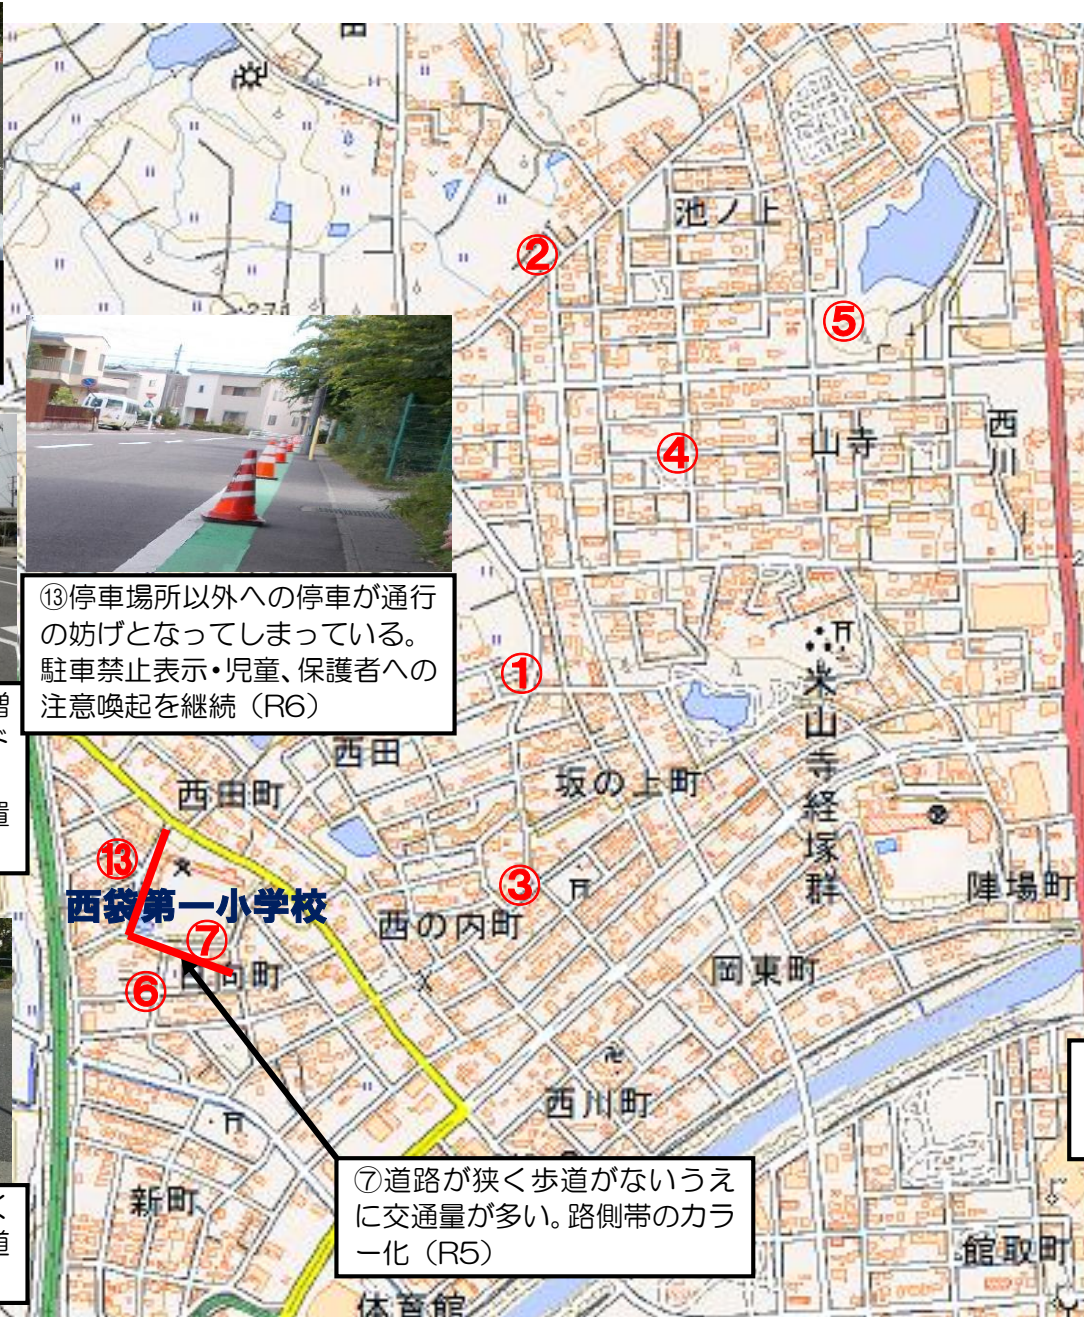 田
池ノ上
②
⑤
271
西川
山寺
④
⑬停車場所以外への停車が通行
の妨げとなってしまっている。
駐車禁止表示・児童、保護者への
注意喚起を継続（R6）
①
米山寺経塚群
西田
坂の上町
西田町
⑬
③
陣場町
西袋第一小学校
西の内町
⑦
岡東町
日向町
⑥
西川町
⑦道路が狭く歩道がないうえ
に交通量が多い。路側帯のカラ
ー化（R5）
新町
館取町
体育館